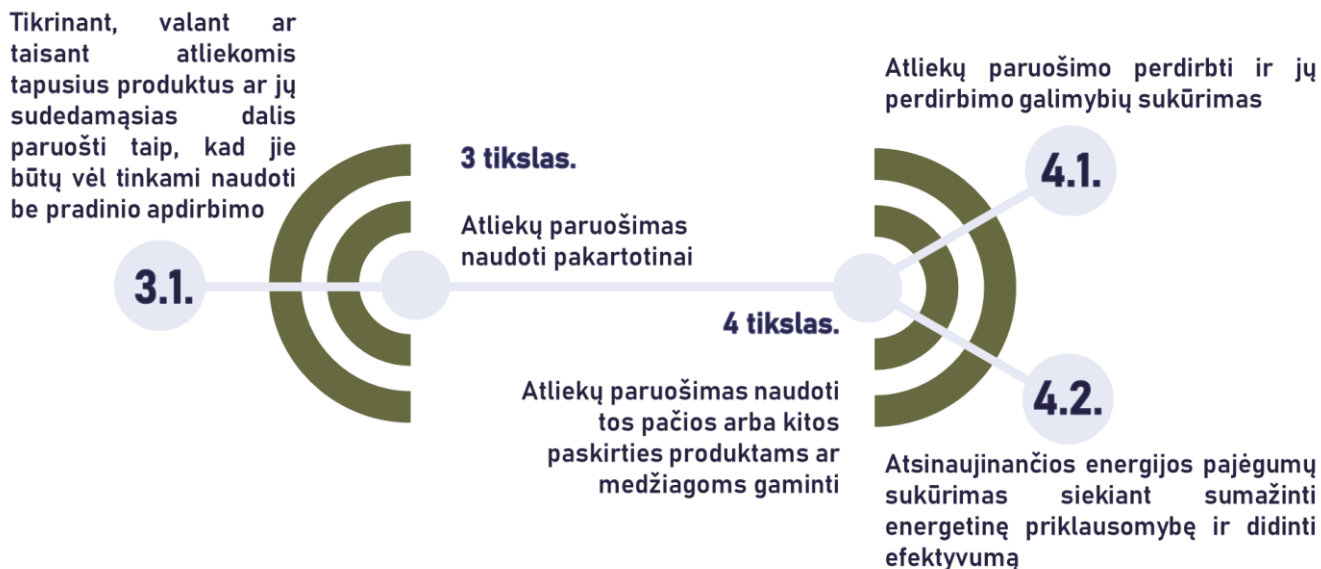 Tikrinant, valant ar
taisant atliekomis
tapusius produktus ar jų
sudedamąsias dalis
paruošti taip, kad jie
būtų vėl tinkami naudoti
be pradinio apdirbimo
3.1.
3 tikslas.
Atliekų paruošimas
naudoti pakartotinai
4 tikslas.
Atliekų paruošimas naudoti
tos pačios arba kitos
paskirties produktams ar
medžiagoms gaminti
Atliekų paruošimo perdirbti ir jų
perdirbimo galimybių sukūrimas
4.1.
4.2.
Atsinaujinančios energijos pajėgumų
sukūrimas siekiant sumažinti
energetinę priklausomybę ir didinti
efektyvumą